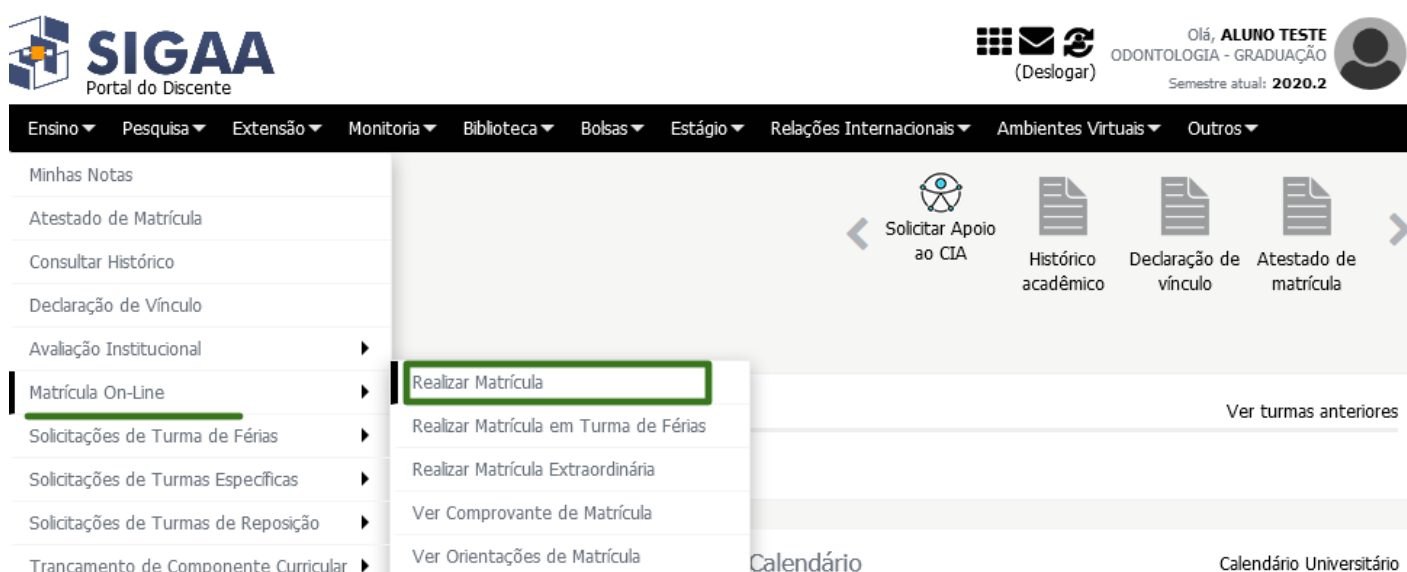 SIGAA
Portal do Discente
(Deslogar)
Olá, ALUNO TESTE
ODONTOLOGIA - GRADUAÇÃO
Semestre atual: 2020.2
Ensino Pesquisa Extensão Monitoria Biblioteca Bolsas Estágio Relações Internacionais Ambientes Virtuais Outros
Minhas Notas
Atestado de Matrícula
Consultar Histórico
Declaração de Vínculo
Avaliação Institucional
Matrícula On-Line
Solicitações de Turma de Férias
Solicitações de Turmas Específicas
Solicitações de Turmas de Reposição
Trancamento de Componente Curricular
Realizar Matrícula
Realizar Matrícula em Turma de Férias
Realizar Matrícula Extraordinária
Ver Comprovante de Matrícula
Ver Orientações de Matrícula
Solicitar Apoio
ao CIA
Histórico
acadêmico
Declaração de
vínculo
Atestado de
matrícula
Ver turmas anteriores
Calendário
Calendário Universitário